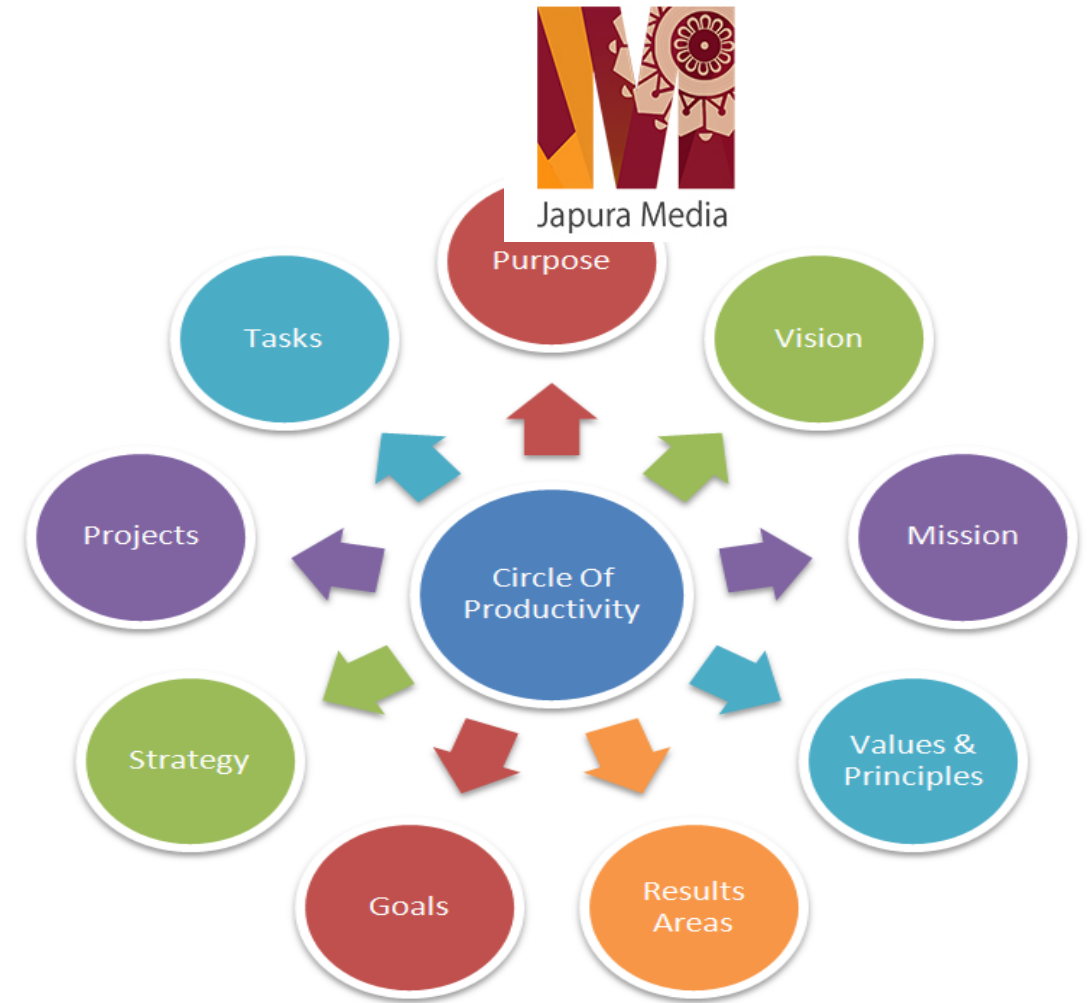 Japura Media
Purpose
Vision
Mission
Values &
Principles
Results
Areas
Goals
Strategy
Projects
Tasks
Circle Of
Productivity